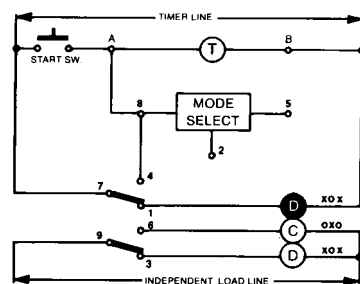 TIMER LINE
A
B
T
START SW.
8
MODE
SELECT
5
2
4
7
1
D
XOX
6
C
OXO
9
3
D
XOX
INDEPENDENT LOAD LINE